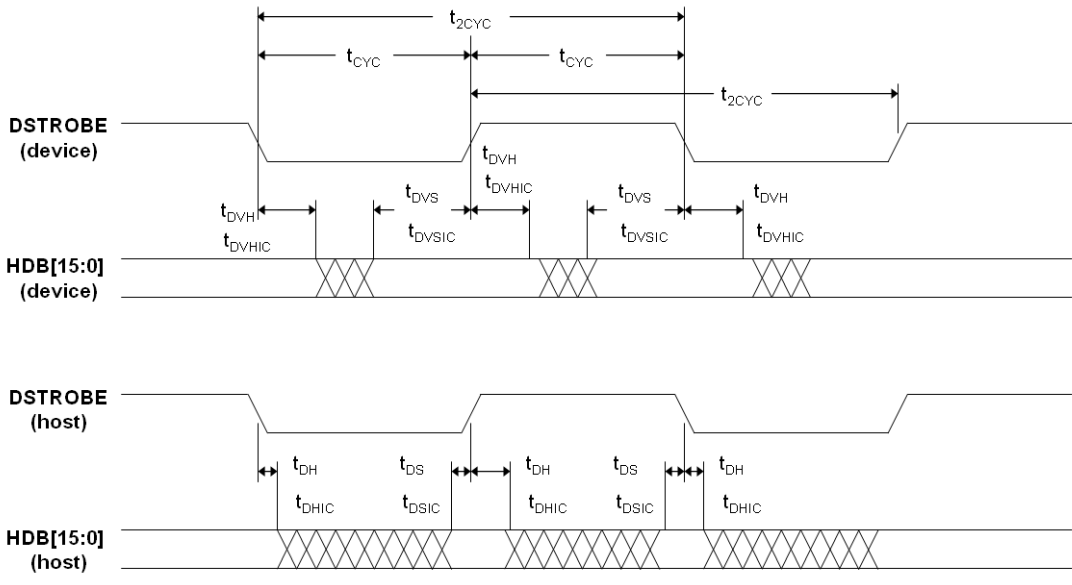 t2CYC
tCYC
tCYC
t2CYC
DSTROBE
(device)
tDVH
tDVHIC
tDVS
tDVSIC
tDVH
tDVHIC
tDVS
tDVSIC
tDVH
tDVHIC
HDB[15:0]
(device)
DSTROBE
(host)
tDH
tDHIC
tDS
tDSIC
tDH
tDHIC
tDS
tDSIC
tDH
tDHIC
HDB[15:0]
(host)